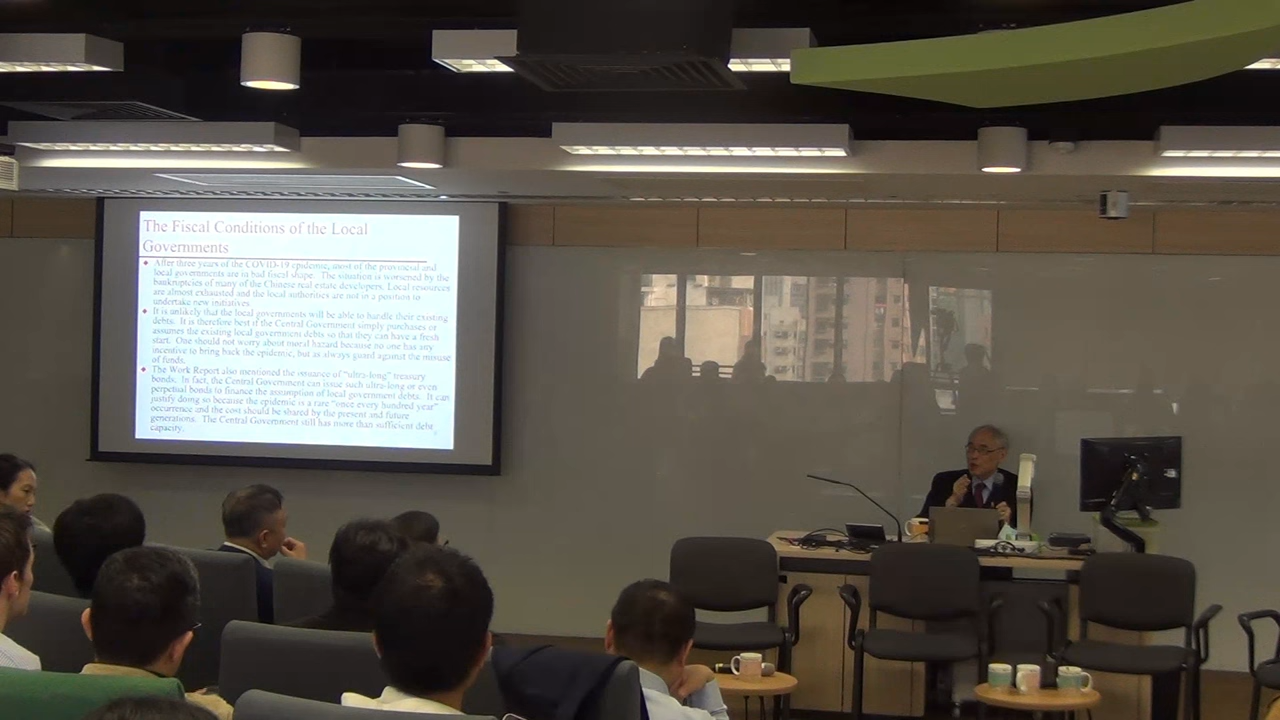 The Fiscal Conditions of the Local
Governments
After three years of the COVID-19 epidemic, most of the provincial and
local governments are in bad fiscal shape. The situation is worsened by the
bankruptcies of many of the Chinese real estate developers. Local resources
are almost exhausted and the local authorities are not in a position to
undertake new initiatives.
It is unlikely that the local governments will be able to handle their existing
debts. It is therefore best if the Central Government simply purchases or
assumes the existing local government debts so that they can have a fresh
start. One should not worry about moral hazard because no one has any
incentive to bring back the epidemic, but as always guard against the misuse
of funds.
The Work Report also mentioned the issuance of "ultra-long" treasury
bonds. In fact, the Central Government can issue such ultra-long or even
perpetual bonds to finance the assumption of local government debts. It can
justify doing so because the epidemic is a rare "once every hundred year"
occurrence and the cost should be shared by the present and future
generations. The Central Government still has more than sufficient debt
capacity.